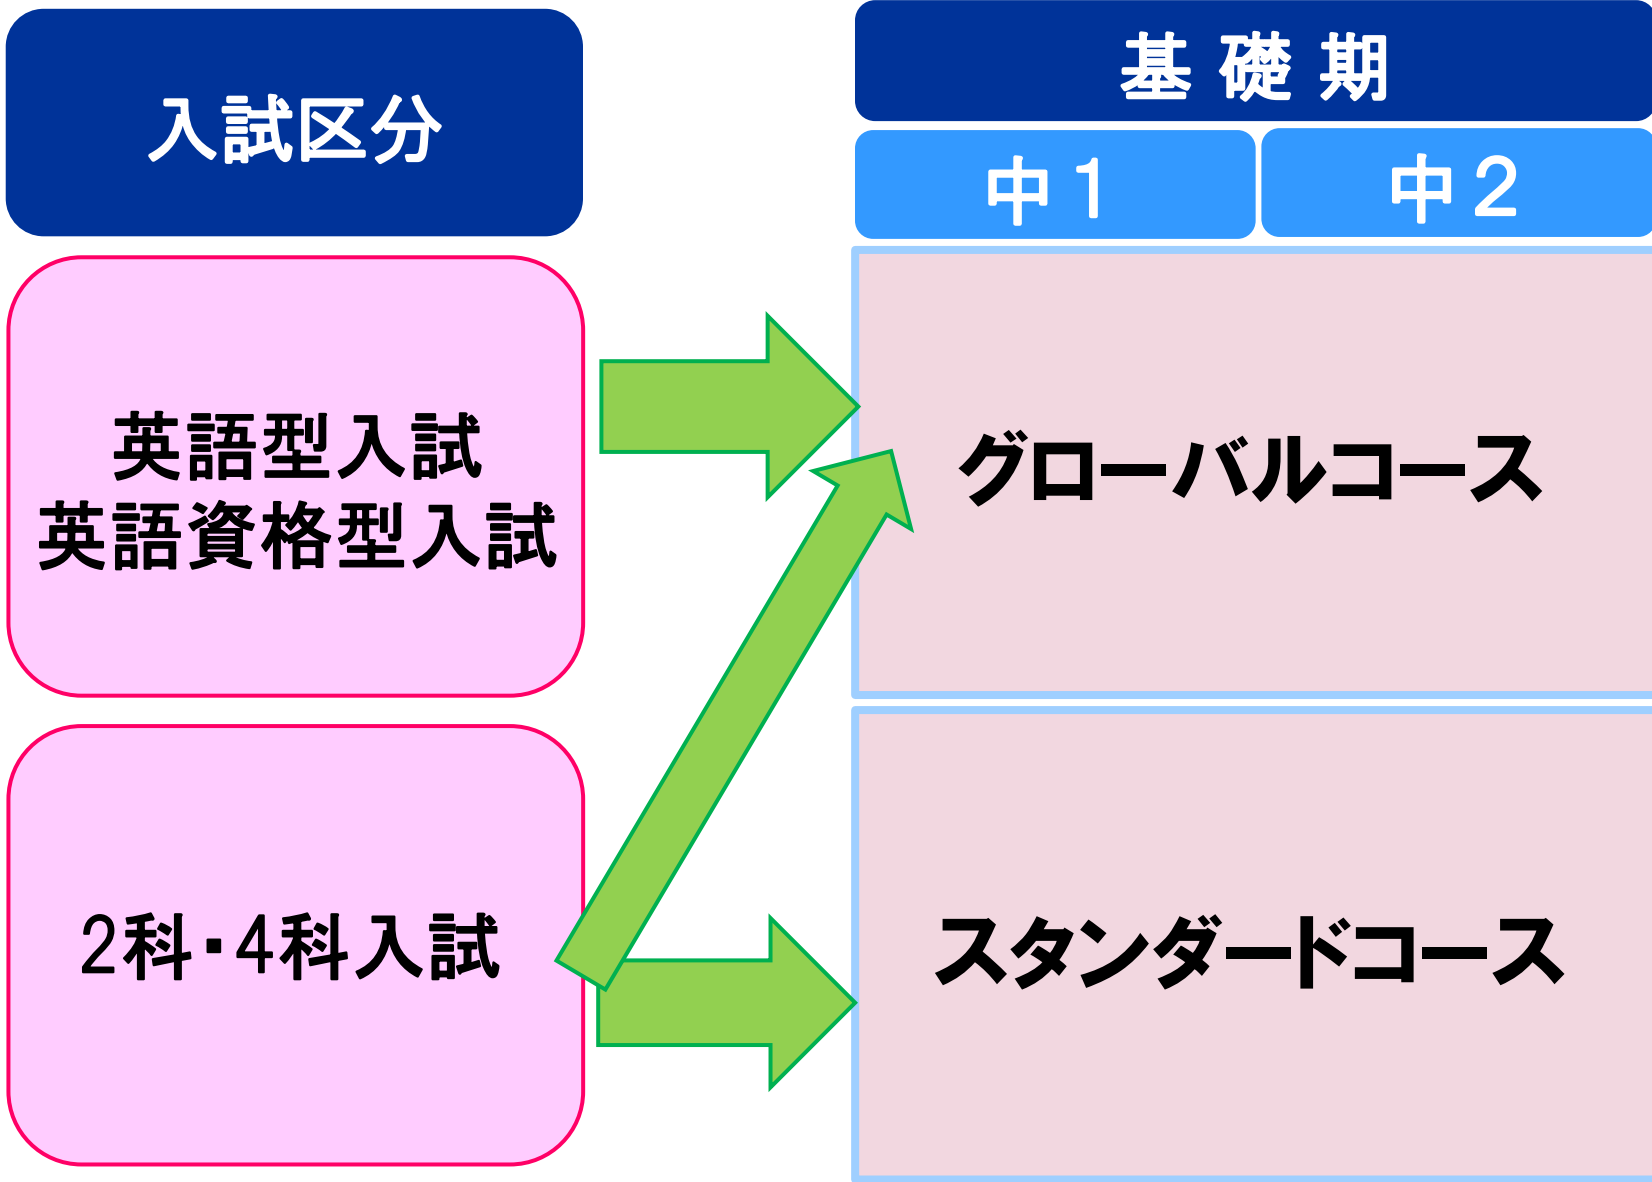 入試区分
基 礎 期
中１
中２
英語型入試
英語資格型入試
グローバルコース
2科・4科入試
スタンダードコース